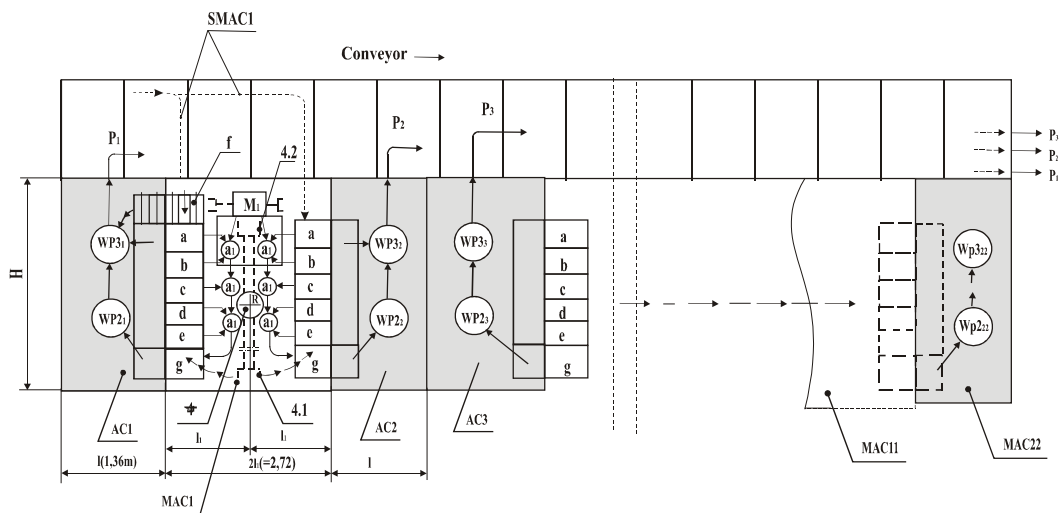 SMAC1
Conveyor
P1
f
4.2
P2
P3
P3
P2
P1
M1
WP31
WP21
a
b
c
d
e
g
a1
a1
a1
a1
a1
a1
R
a
b
c
d
e
g
WP32
WP22
WP33
WP23
a
b
c
d
e
g
Wp322
Wp222
H
AC1
4.1
AC2
AC3
MAC11
MAC22
l1
l1
l(1,36m)
2l1(=2,72)
l
MAC1